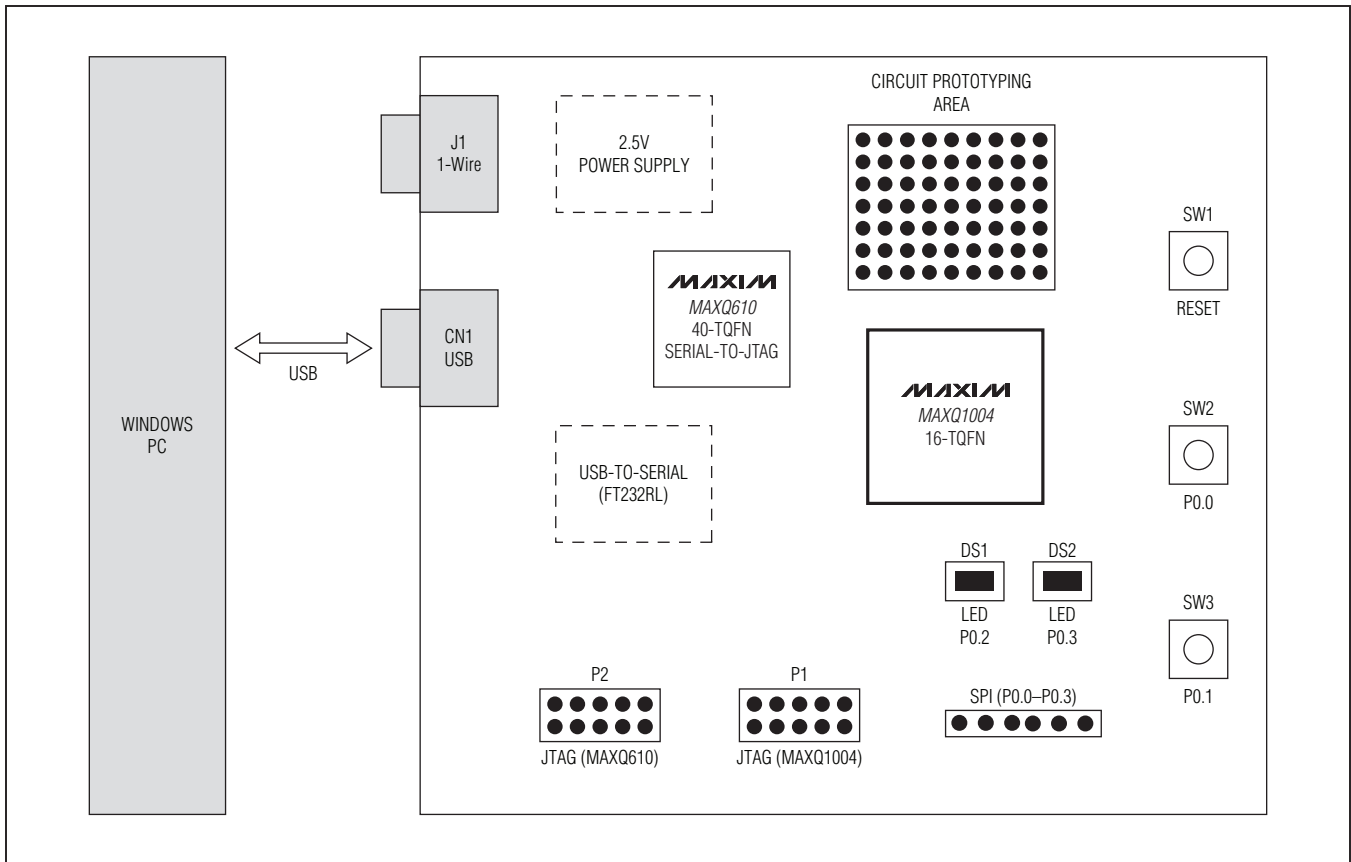 WINDOWS
PC
USB
J1
1-Wire
CN1
USB
2.5V
POWER SUPPLY
MAXIM
MAXQ610
40-TQFN
SERIAL-TO-JTAG
USB-TO-SERIAL
(FT232RL)
CIRCUIT PROTOTYPING
AREA
MAXIM
MAXQ1004
16-TQFN
SW1
RESET
SW2
P0.0
SW3
P0.1
DS1
LED
P0.2
DS2
LED
P0.3
P2
JTAG (MAXQ610)
P1
JTAG (MAXQ1004)
SPI (P0.0–P0.3)